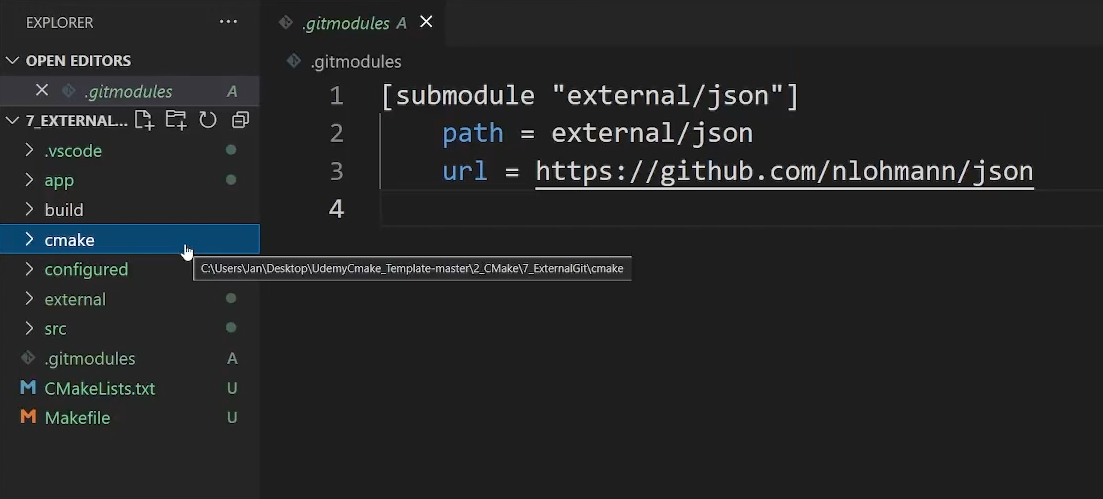 EXPLORER ...
OPEN EDITORS
.gitmodules A
7_EXTERNAL...
.vscode
app
build
cmake
configured
external
src
.gitmodules A
CMakeLists.txt U
Makefile U
.gitmodules A
.gitmodules
1 [submodule "external/json"]
2 path = external/json
3 url = https://github.com/nlohmann/json
4
C:\Users\Jan\Desktop\UdemyCmake_Template-master\2_CMake\7_ExternalGit\cmake